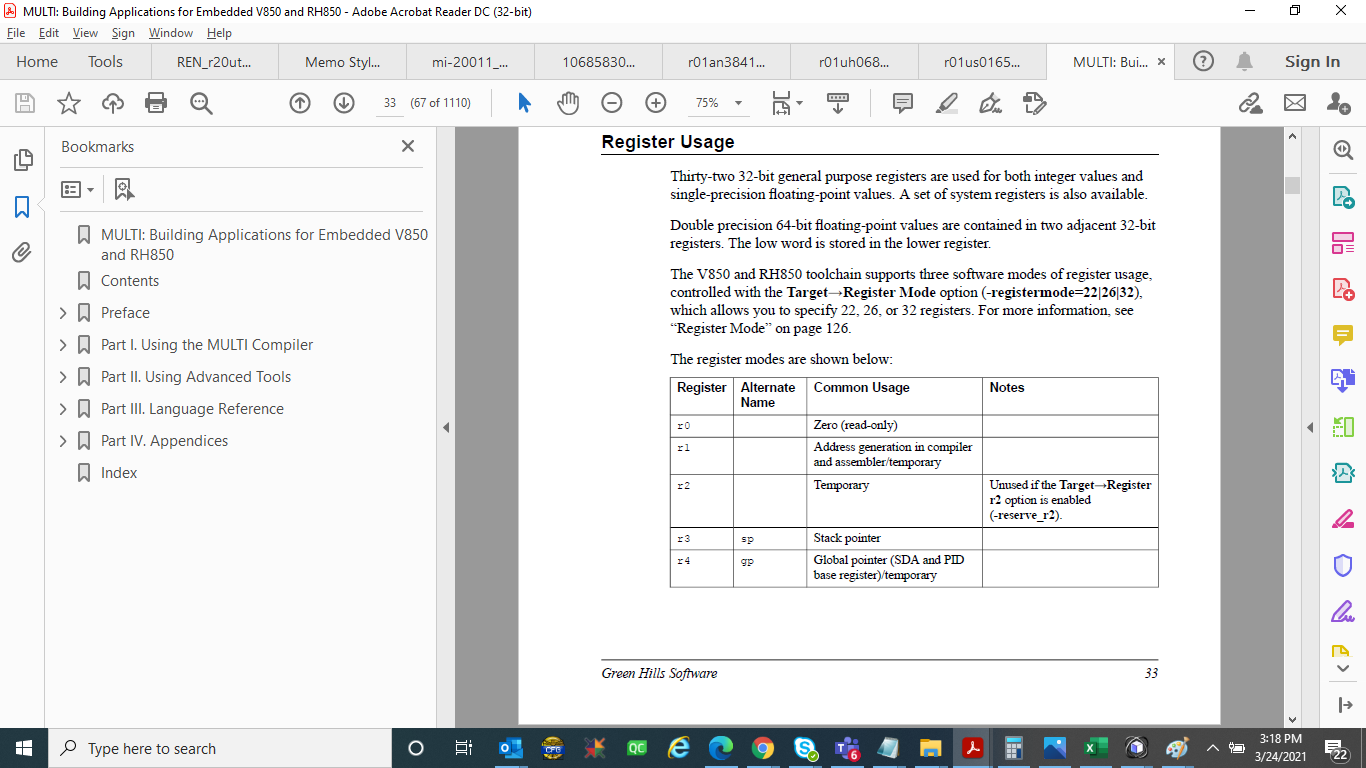 MULTI: Building Applications for Embedded V850 and RH850 - Adobe Acrobat Reader DC (32-bit)
File Edit View Sign Window Help
Home Tools REN_r20ut... Memo Styl... mi-20011_... 10685830... r01an3841... r01uh068... r01us0165... MULTI: Bui... Sign In
33 (67 of 1110) 75%
Bookmarks
MULTI: Building Applications for Embedded V850
and RH850
Contents
Preface
Part I. Using the MULTI Compiler
Part II. Using Advanced Tools
Part III. Language Reference
Part IV. Appendices
Index
Register Usage
Thirty-two 32-bit general purpose registers are used for both integer values and
single-precision floating-point values. A set of system registers is also available.
Double precision 64-bit floating-point values are contained in two adjacent 32-bit
registers. The low word is stored in the lower register.
The V850 and RH850 toolchain supports three software modes of register usage,
controlled with the Target→Register Mode option (-registermode=22|26|32),
which allows you to specify 22, 26, or 32 registers. For more information, see
“Register Mode” on page 126.
The register modes are shown below:
Register Alternate Name Common Usage Notes
r0 Zero (read-only)
r1 Address generation in compiler
and assembler/temporary
r2 Temporary Unused if the Target→Register
r2 option is enabled
(-reserve_r2).
r3 sp Stack pointer
r4 gp Global pointer (SDA and PID
base register)/temporary
Green Hills Software 33
Type here to search
QC
6
3:18 PM
3/24/2021
22